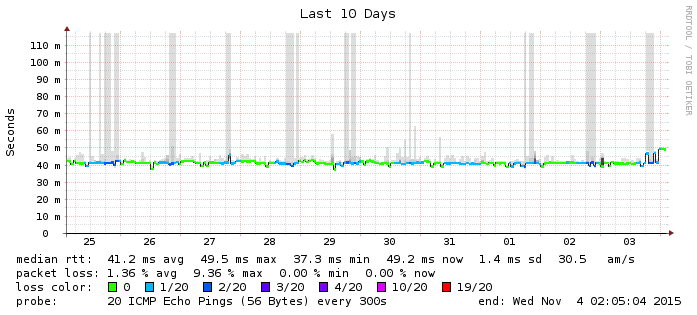 Last 10 Days
RRDTOOL / TOBI OETIKER
Seconds
110 m
100 m
90 m
80 m
70 m
60 m
50 m
40 m
30 m
20 m
10 m
0
25 26 27 28 29 30 31 01 02 03
median rtt: 41.2 ms avg 49.5 ms max 37.3 ms min 49.2 ms now 1.4 ms sd 30.5 am/s
packet loss: 1.36 % avg 9.36 % max 0.00 % min 0.00 % now
loss color: 0 1/20 2/20 3/20 4/20 10/20 19/20
probe: 20 ICMP Echo Pings (56 Bytes) every 300s end: Wed Nov 4 02:05:04 2015